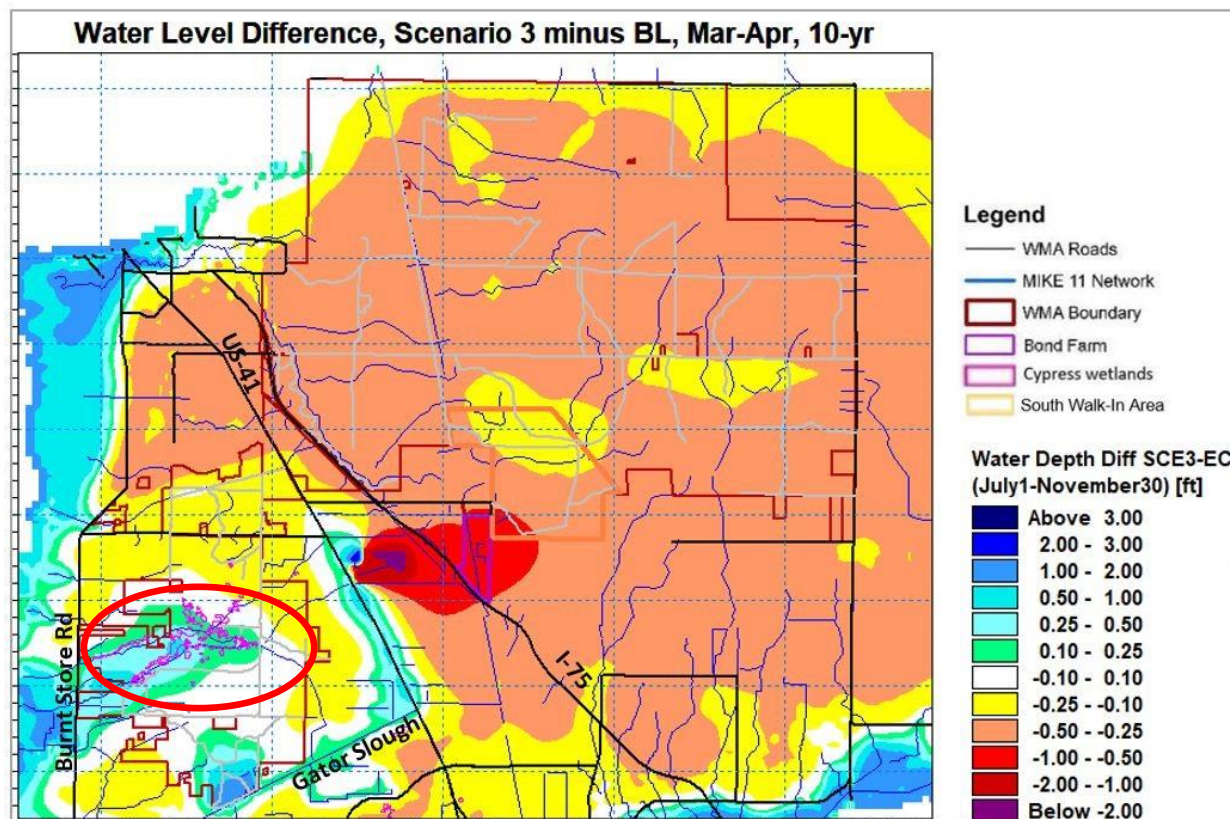 Water Level Difference, Scenario 3 minus BL, Mar-Apr, 10-yr
US-41
I-75
Burnt Store Rd
Gator Slough
Legend
WMA Roads
MIKE 11 Network
WMA Boundary
Bond Farm
Cypress wetlands
South Walk-In Area
Water Depth Diff SCE3-EC
(July1-November30) [ft]
Above 3.00
2.00 - 3.00
1.00 - 2.00
0.50 - 1.00
0.25 - 0.50
0.10 - 0.25
-0.10 - 0.10
-0.25 - -0.10
-0.50 - -0.25
-1.00 - -0.50
-2.00 - -1.00
Below -2.00